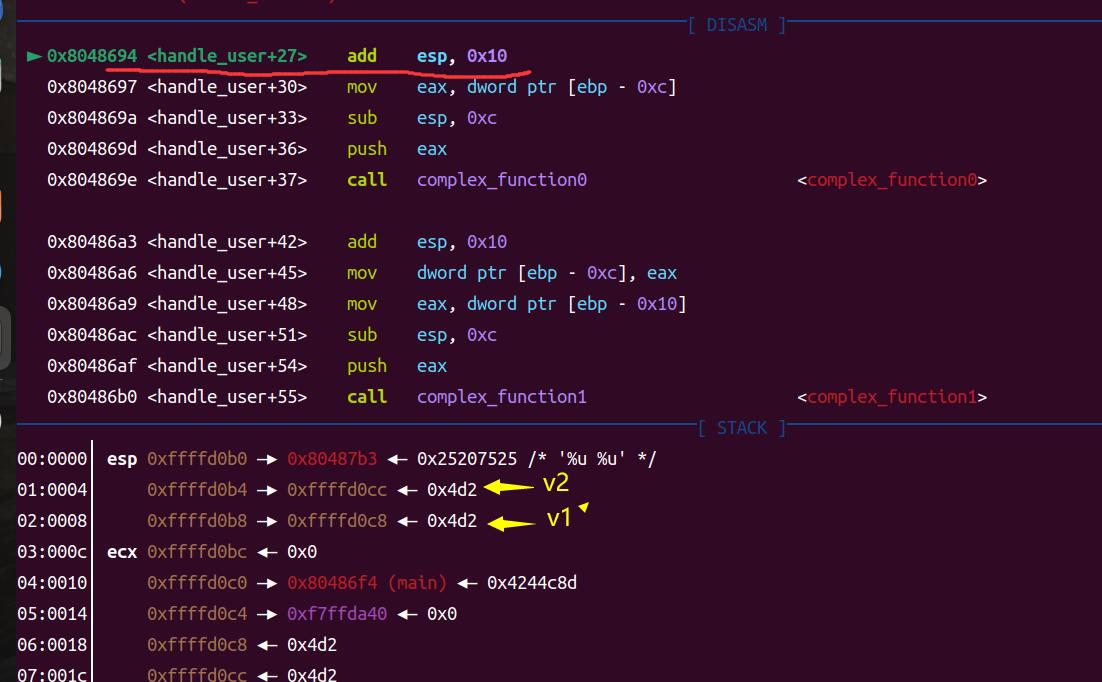 [ DISASM ]
► 0x8048694 <handle_user+27> add esp, 0x10
0x8048697 <handle_user+30> mov eax, dword ptr [ebp - 0xc]
0x804869a <handle_user+33> sub esp, 0xc
0x804869d <handle_user+36> push eax
0x804869e <handle_user+37> call complex_function0 <complex_function0>
0x80486a3 <handle_user+42> add esp, 0x10
0x80486a6 <handle_user+45> mov dword ptr [ebp - 0xc], eax
0x80486a9 <handle_user+48> mov eax, dword ptr [ebp - 0x10]
0x80486ac <handle_user+51> sub esp, 0xc
0x80486af <handle_user+54> push eax
0x80486b0 <handle_user+55> call complex_function1 <complex_function1>
[ STACK ]
00:0000│ esp 0xffffd0b0 —▸ 0x80487b3 ◂— 0x25207525 /* '%u %u' */
01:0004│ 0xffffd0b4 —▸ 0xffffd0cc ◂— 0x4d2 v2
02:0008│ 0xffffd0b8 —▸ 0xffffd0c8 ◂— 0x4d2 v1
03:000c│ ecx 0xffffd0bc ◂— 0x0
04:0010│ 0xffffd0c0 —▸ 0x80486f4 (main) ◂— 0x4244c8d
05:0014│ 0xffffd0c4 —▸ 0xf7ffda40 ◂— 0x0
06:0018│ 0xffffd0c8 ◂— 0x4d2
07:001c│ 0xffffd0cc ◂— 0x4d2